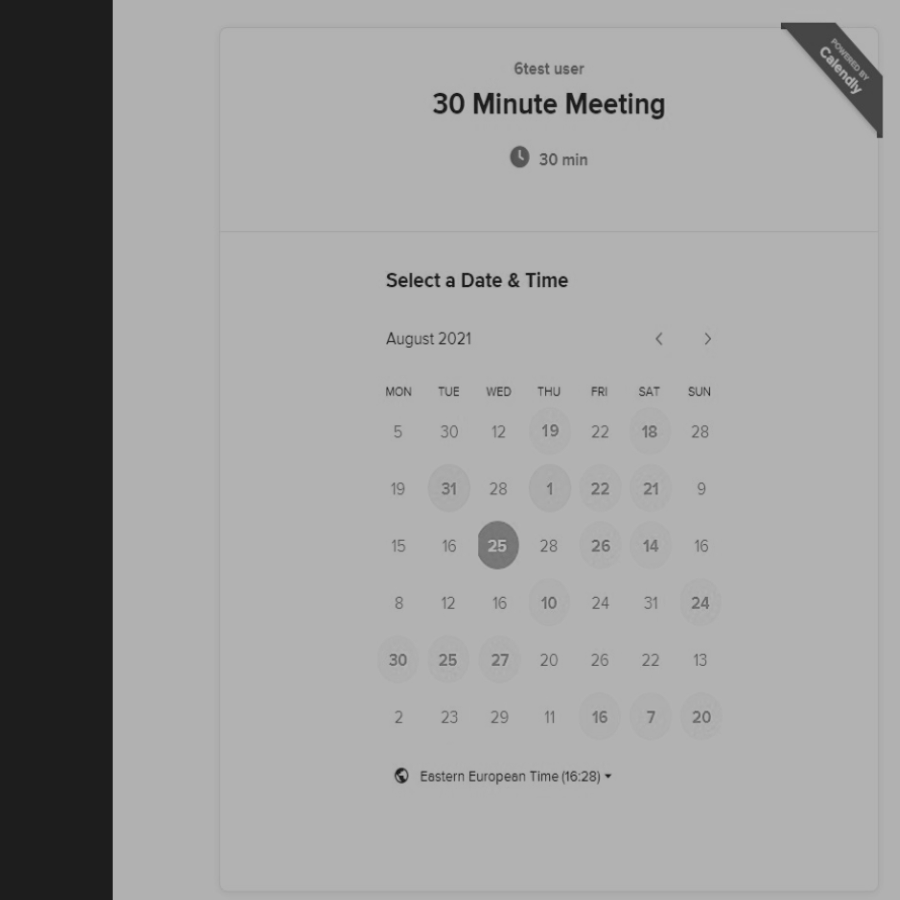 POWERED BY
Calendly
6test user
30 Minute Meeting
30 min
Select a Date & Time
August 2021
MON TUE WED THU FRI SAT SUN
5 30 12 19 22 18 28
19 31 28 1 22 21 9
15 16 25 28 26 14 16
8 12 16 10 24 31 24
30 25 27 20 26 22 13
2 23 29 11 16 7 20
Eastern European Time (16:28)